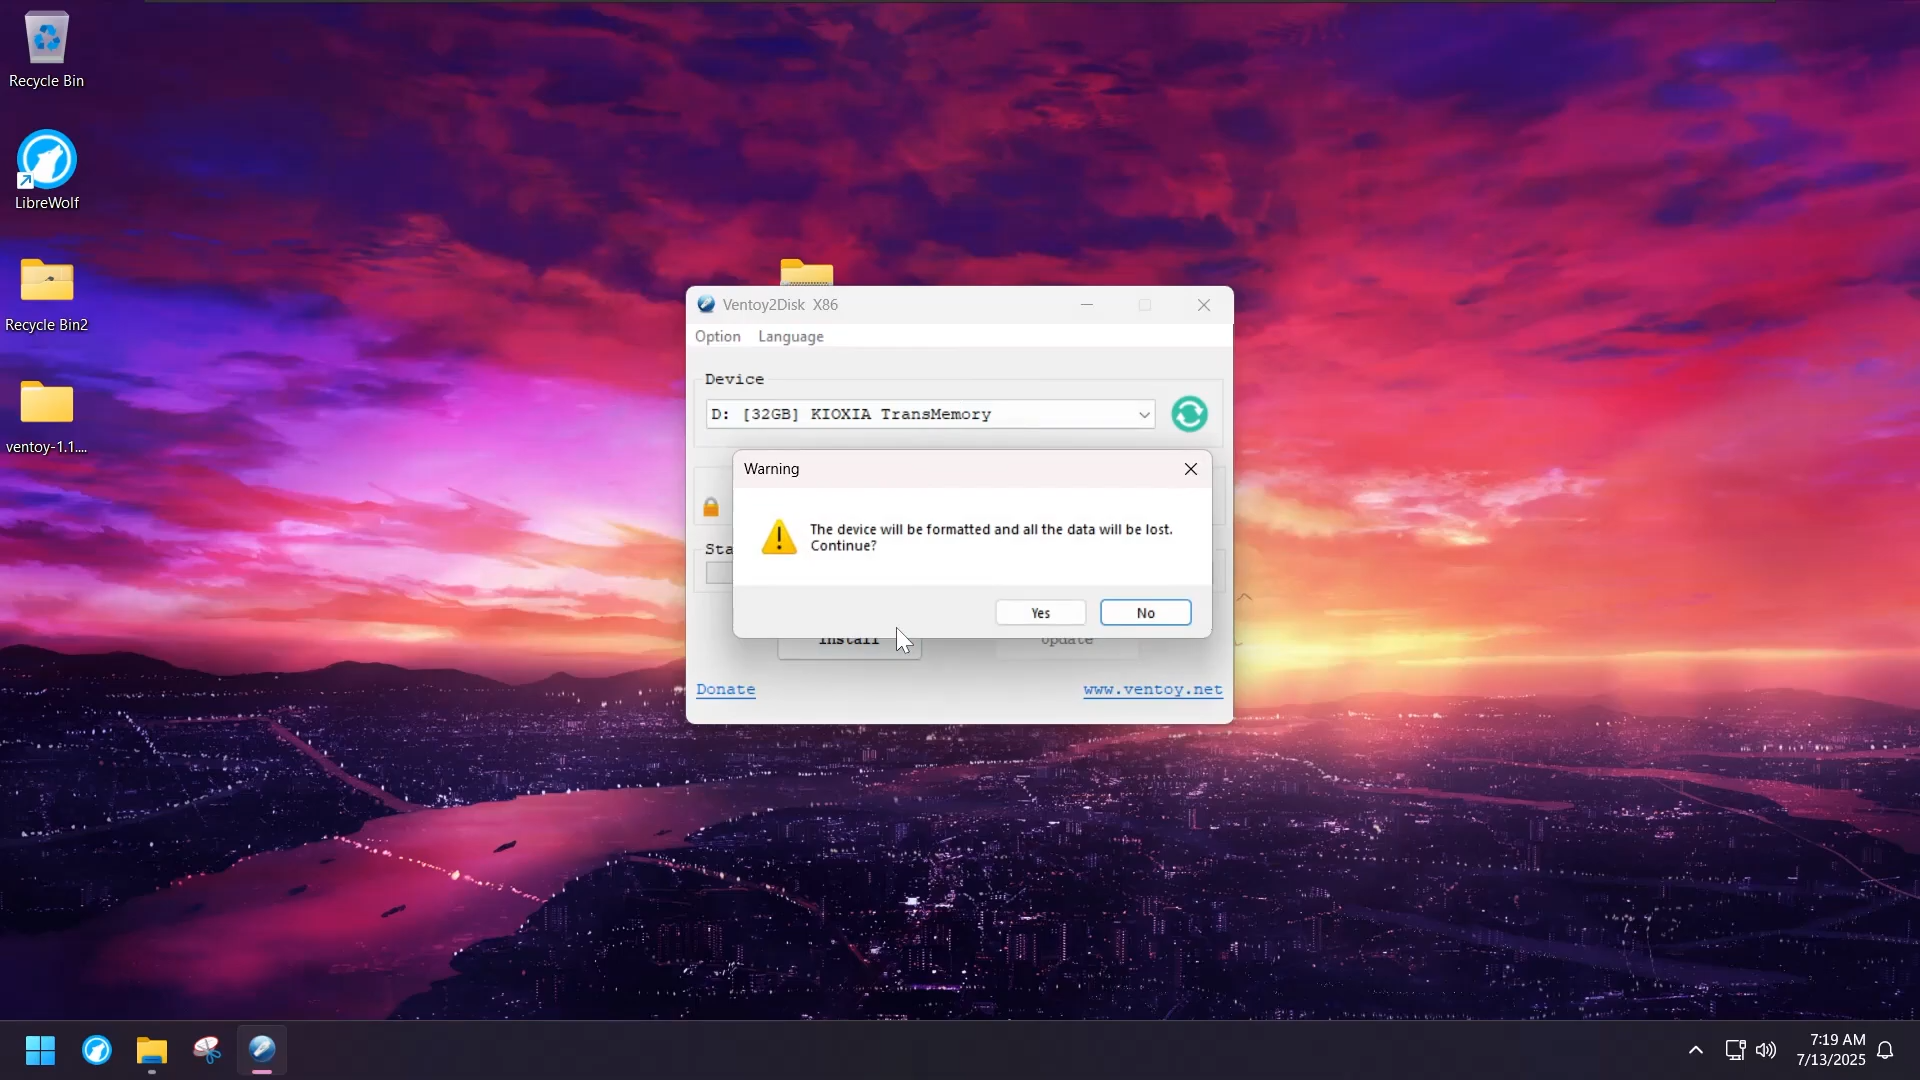 Recycle Bin
LibreWolf
Recycle Bin2
ventoy-1.1....
Ventoy2Disk X86
Option Language
Device
D: [32GB] KIOXIA TransMemory
Warning
The device will be formatted and all the data will be lost.
Continue?
Yes No
Sta
Install Update
Donate www.ventoy.net
7:19 AM
7/13/2025